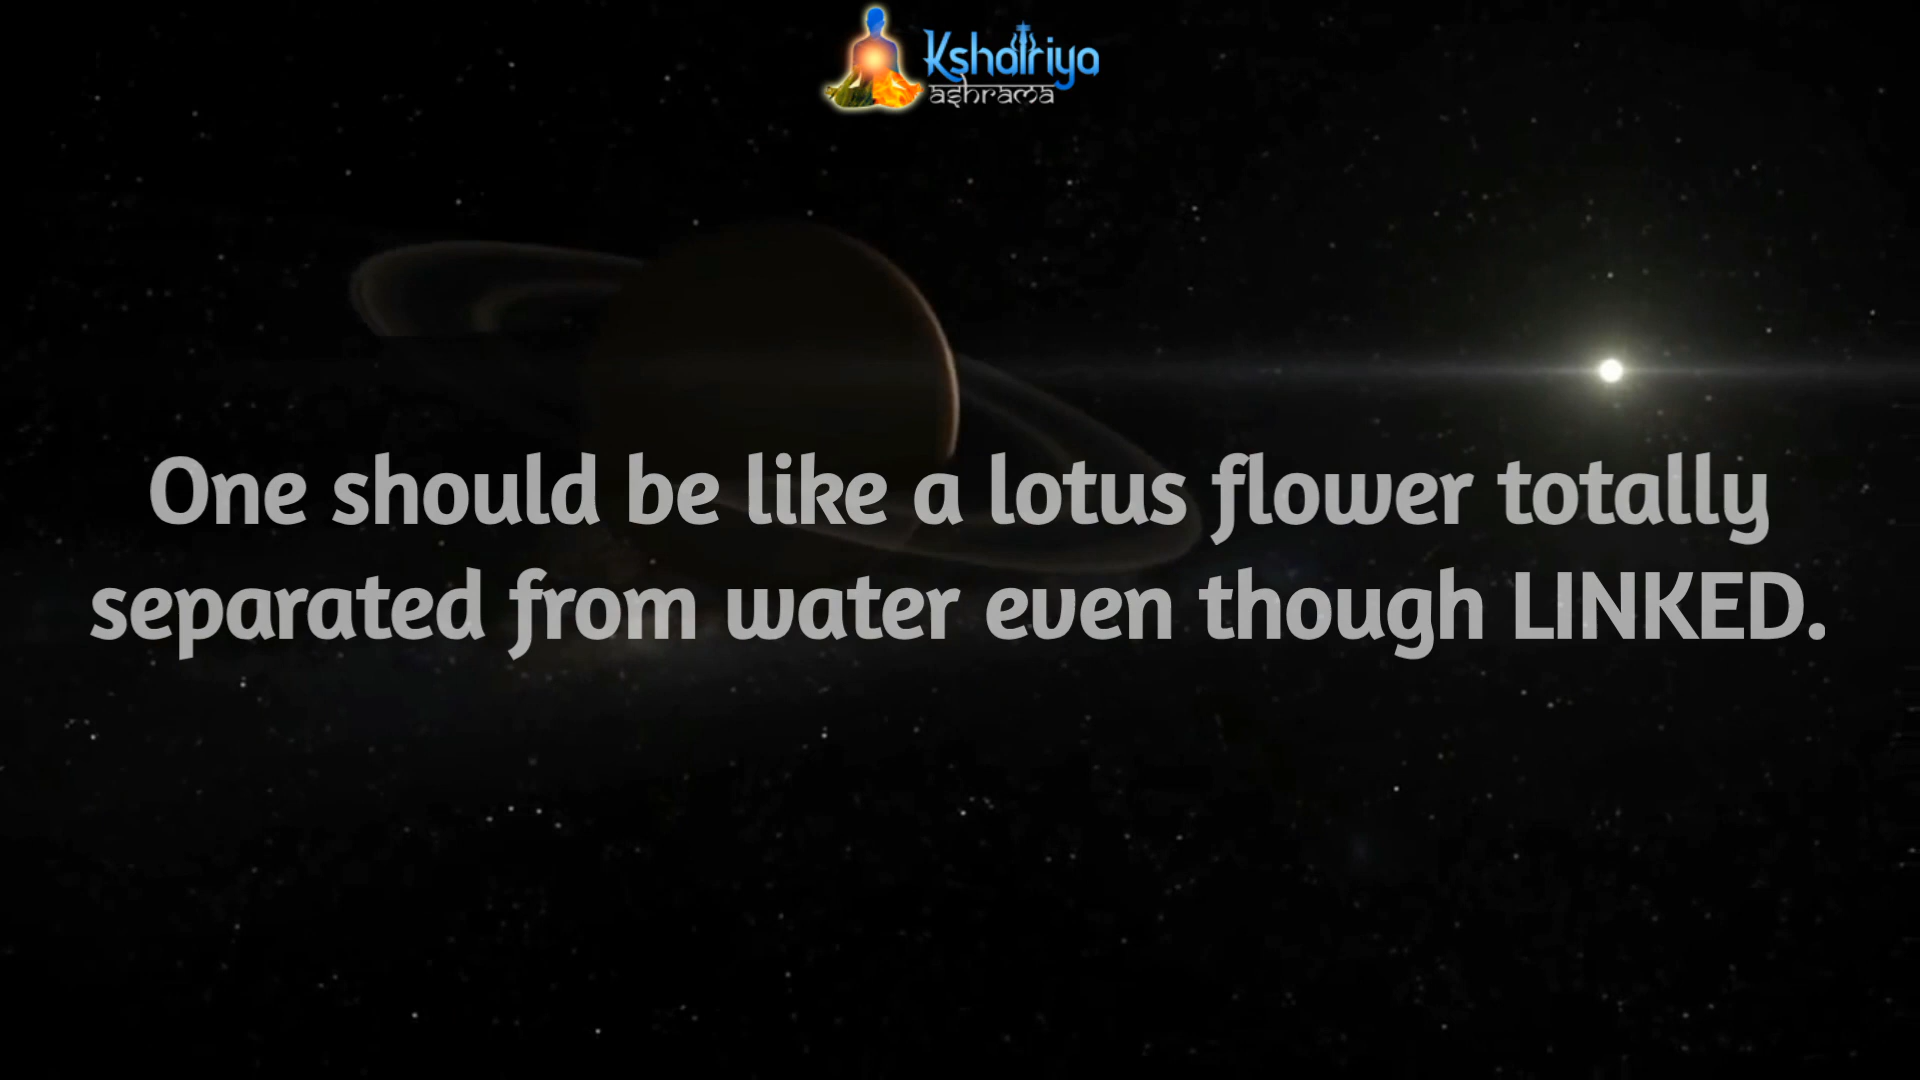 Kshatriya
ashrama
One should be like a lotus flower totally
separated from water even though LINKED.